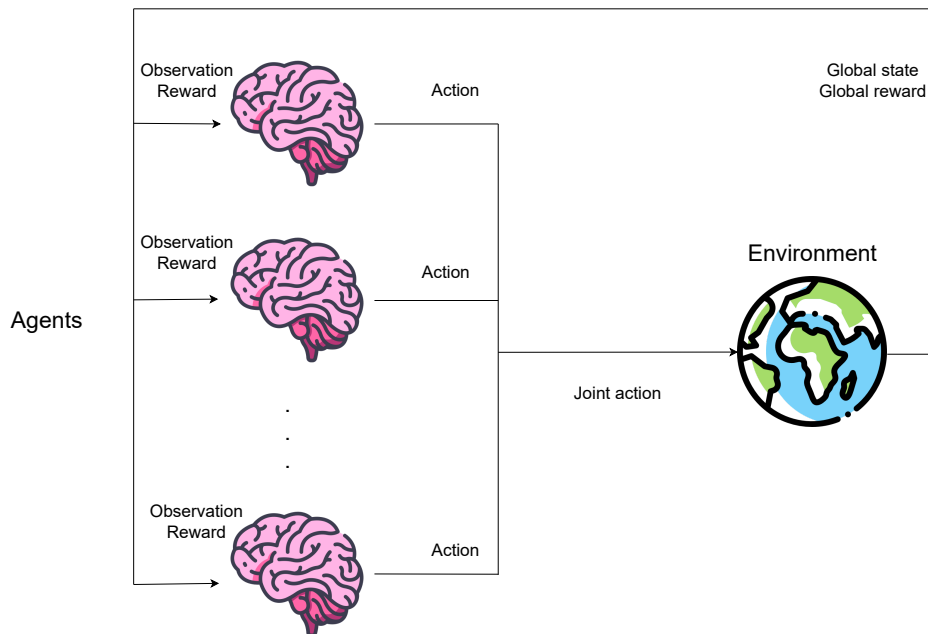 Observation
Reward
Action
Global state
Global reward
Observation
Reward
Action
Environment
Agents
Joint action
Observation
Reward
Action